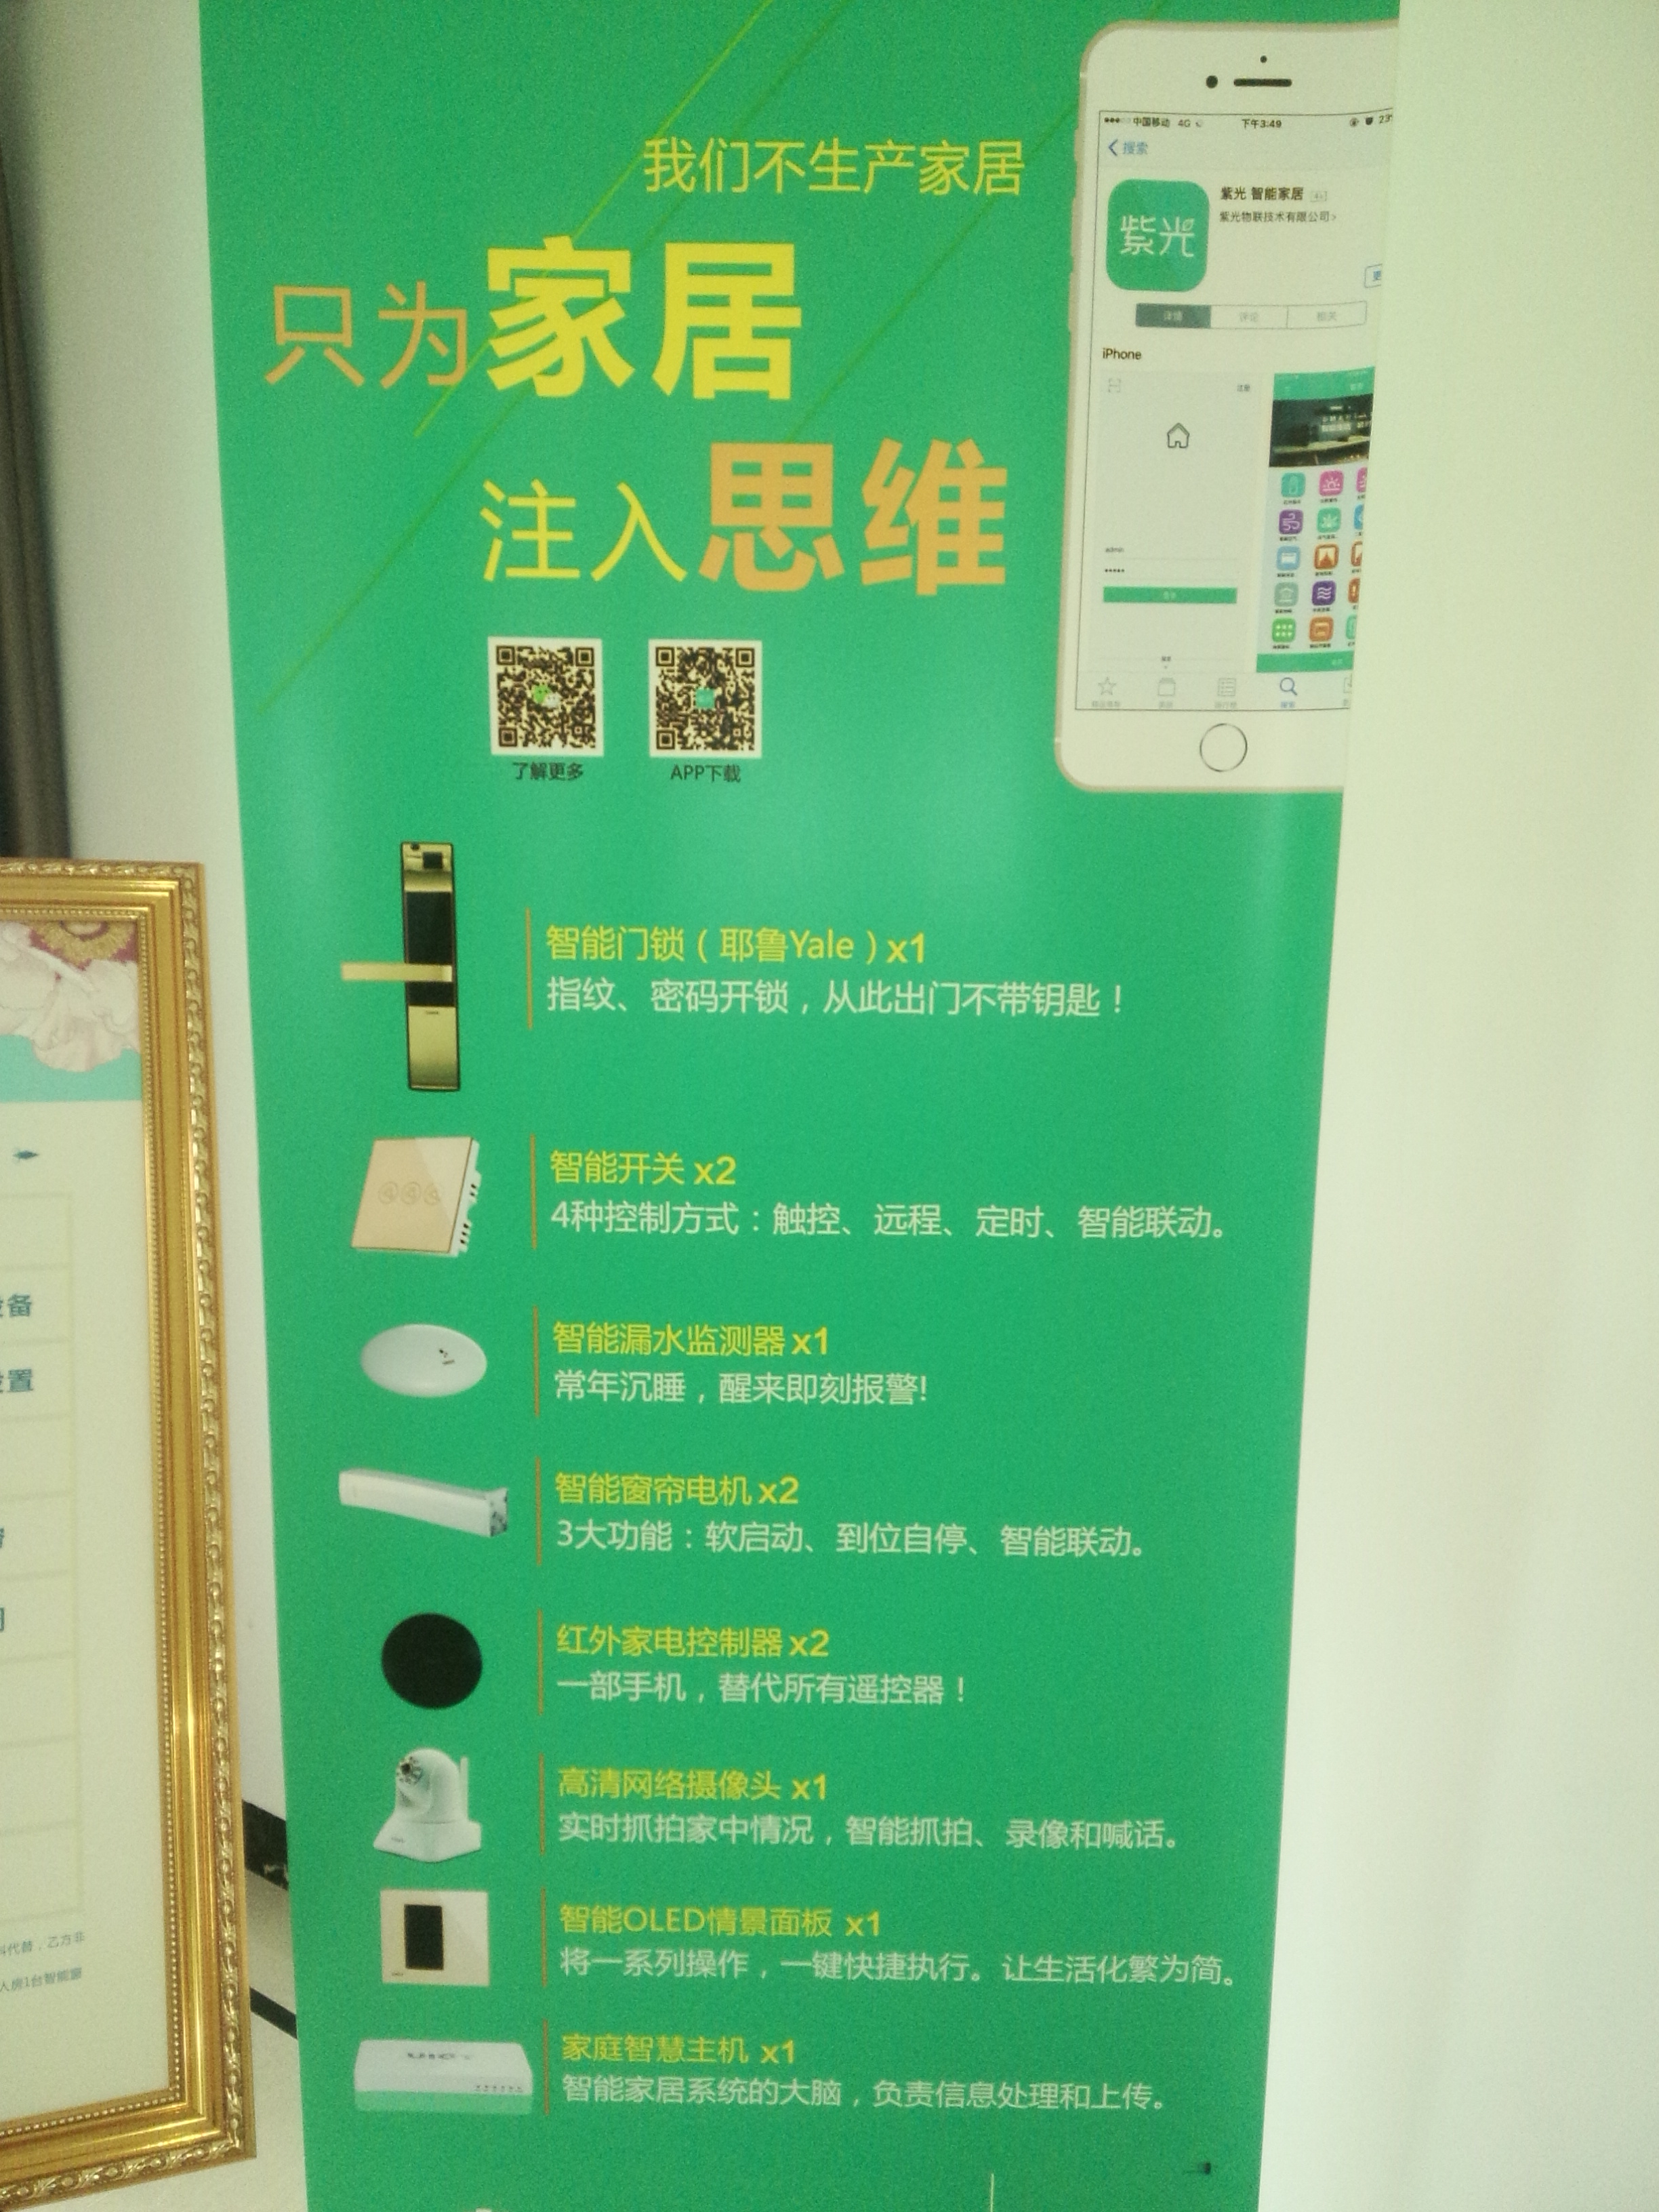 我们不生产家居
只为家居
注入思维
了解更多
APP下载
中国移动 4G 下午3:49
搜索
紫光
紫光 智能家居
紫光物联技术有限公司>
详情 评论 相关
iPhone
注册
admin
搜索
智能门锁（耶鲁Yale）x1
指纹、密码开锁，从此出门不带钥匙！
智能开关 x2
4种控制方式：触控、远程、定时、智能联动。
智能漏水监测器 x1
常年沉睡，醒来即刻报警!
智能窗帘电机 x2
3大功能：软启动、到位自停、智能联动。
红外家电控制器 x2
一部手机，替代所有遥控器！
高清网络摄像头 x1
实时抓拍家中情况，智能抓拍、录像和喊话。
智能OLED情景面板 x1
将一系列操作，一键快捷执行。让生活化繁为简。
家庭智慧主机 x1
智能家居系统的大脑，负责信息处理和上传。
备
置
代替，乙方非
人房1台智能窗